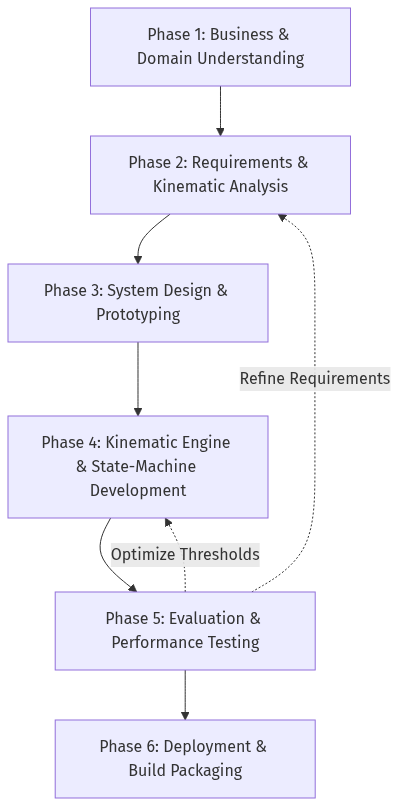 Phase 1: Business &
Domain Understanding
Phase 2: Requirements &
Kinematic Analysis
Phase 3: System Design &
Prototyping
Refine Requirements
Phase 4: Kinematic Engine
& State-Machine
Development
Optimize Thresholds
Phase 5: Evaluation &
Performance Testing
Phase 6: Deployment &
Build Packaging